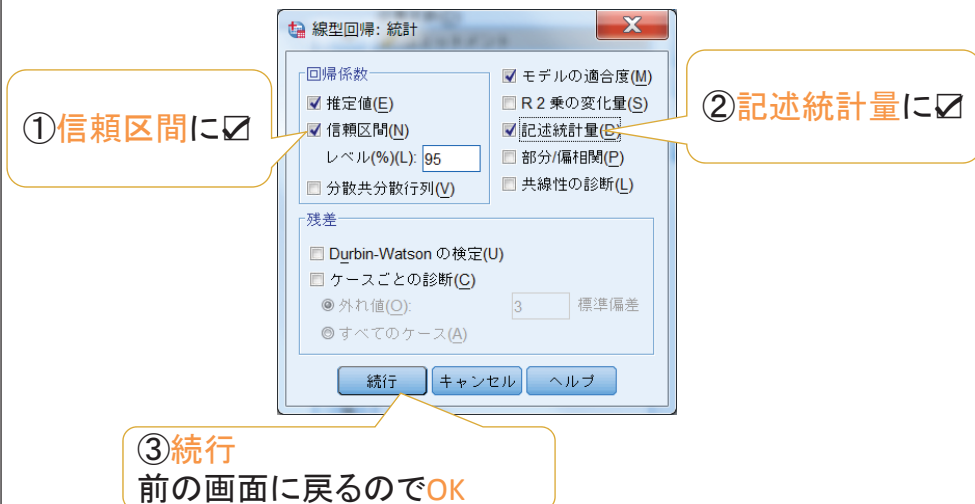 線型回帰: 統計
X
回帰係数
推定値(E)
信頼区間(N)
レベル(%)(L): 95
分散共分散行列(V)
モデルの適合度(M)
R 2 乗の変化量(S)
記述統計量(D)
部分/偏相関(P)
共線性の診断(L)
残差
Durbin-Watson の検定(U)
ケースごとの診断(C)
外れ値(O): 3 標準偏差
すべてのケース(A)
続行 キャンセル ヘルプ
①信頼区間に☑
②記述統計量に☑
③続行
前の画面に戻るのでOK